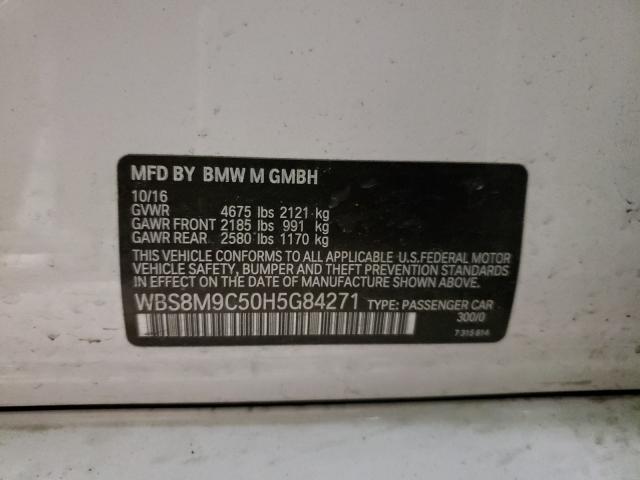 MFD BY BMW M GMBH
10/16
GVWR 4675 lbs 2121 kg
GAWR FRONT 2185 lbs 991 kg
GAWR REAR 2580 lbs 1170 kg
THIS VEHICLE CONFORMS TO ALL APPLICABLE U.S.FEDERAL MOTOR
VEHICLE SAFETY, BUMPER AND THEFT PREVENTION STANDARDS
IN EFFECT ON THE DATE OF MANUFACTURE SHOWN ABOVE.
WBS8M9C50H5G84271 TYPE: PASSENGER CAR
300/0
7 315 814